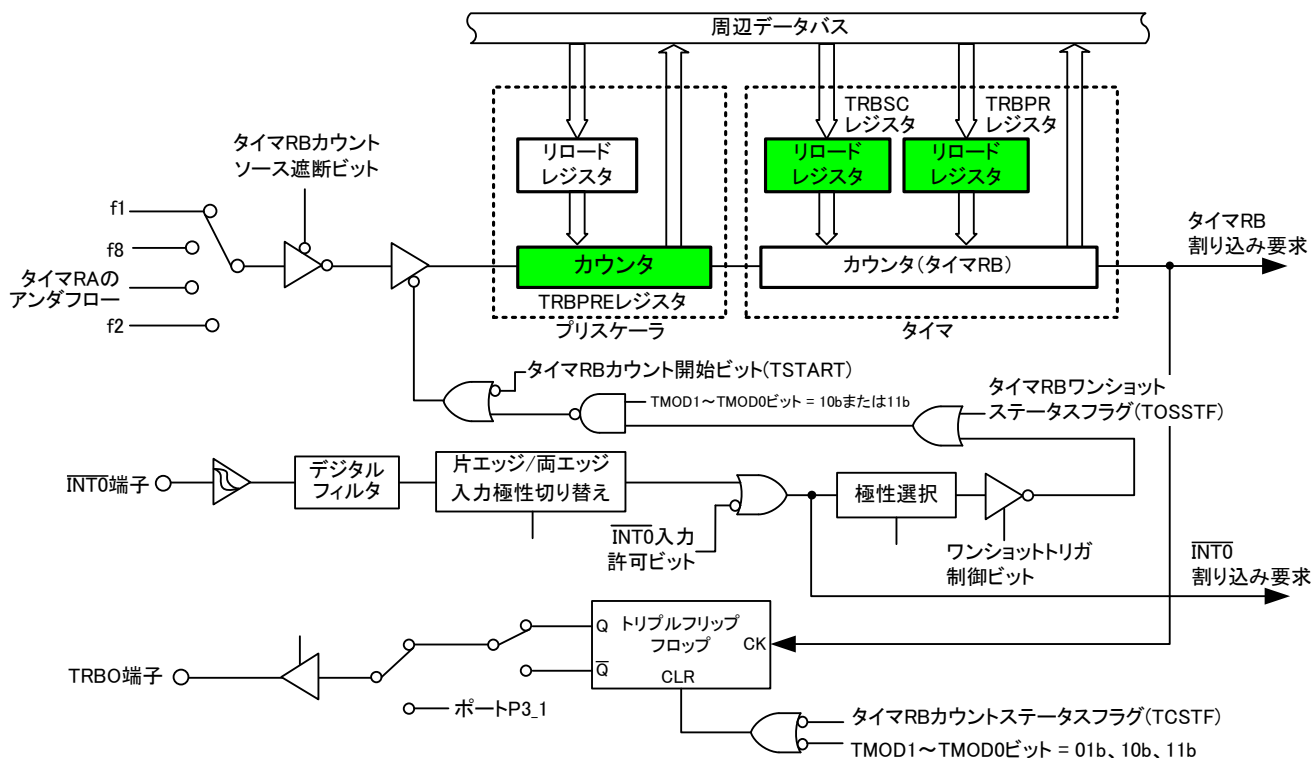 周辺データバス
TRBSC
レジスタ
TRBPR
レジスタ
タイマRBカウント
ソース遮断ビット
リロード
レジスタ
リロード
レジスタ
リロード
レジスタ
f1
f8
タイマRAの
アンダフロー
f2
カウンタ
TRBPREレジスタ
プリスケーラ
カウンタ(タイマRB)
タイマ
タイマRB
割り込み要求
タイマRBカウント開始ビット(TSTART)
TMOD1～TMOD0ビット = 10bまたは11b
タイマRBワンショット
ステータスフラグ(TOSSTF)
INT0端子
デジタル
フィルタ
片エッジ/両エッジ
入力極性切り替え
INT0入力
許可ビット
極性選択
ワンショットトリガ
制御ビット
INT0
割り込み要求
トリプルフリップ
フロップ
Q
Q
CK
CLR
TRBO端子
ポートP3_1
タイマRBカウントステータスフラグ(TCSTF)
TMOD1～TMOD0ビット = 01b、10b、11b